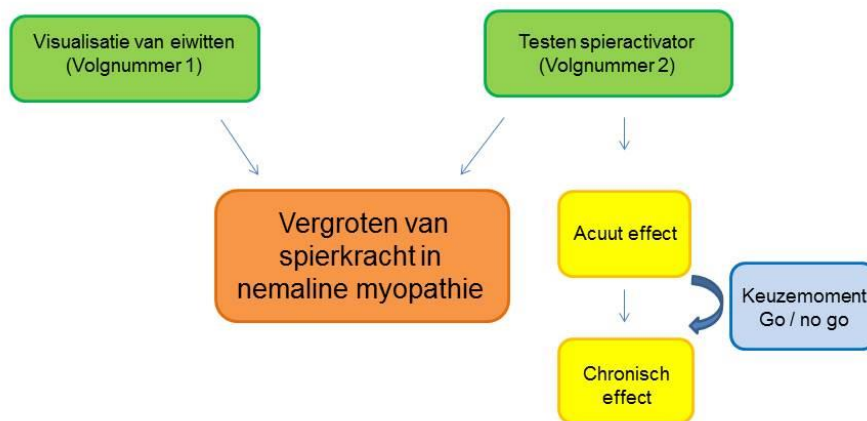 Visualisatie van eiwitten
(Volgnummer 1)
Testen spieractivator
(Volgnummer 2)
Vergroten van
spierkracht in
nemaline myopathie
Acuut effect
Keuzemoment
Go / no go
Chronisch
effect